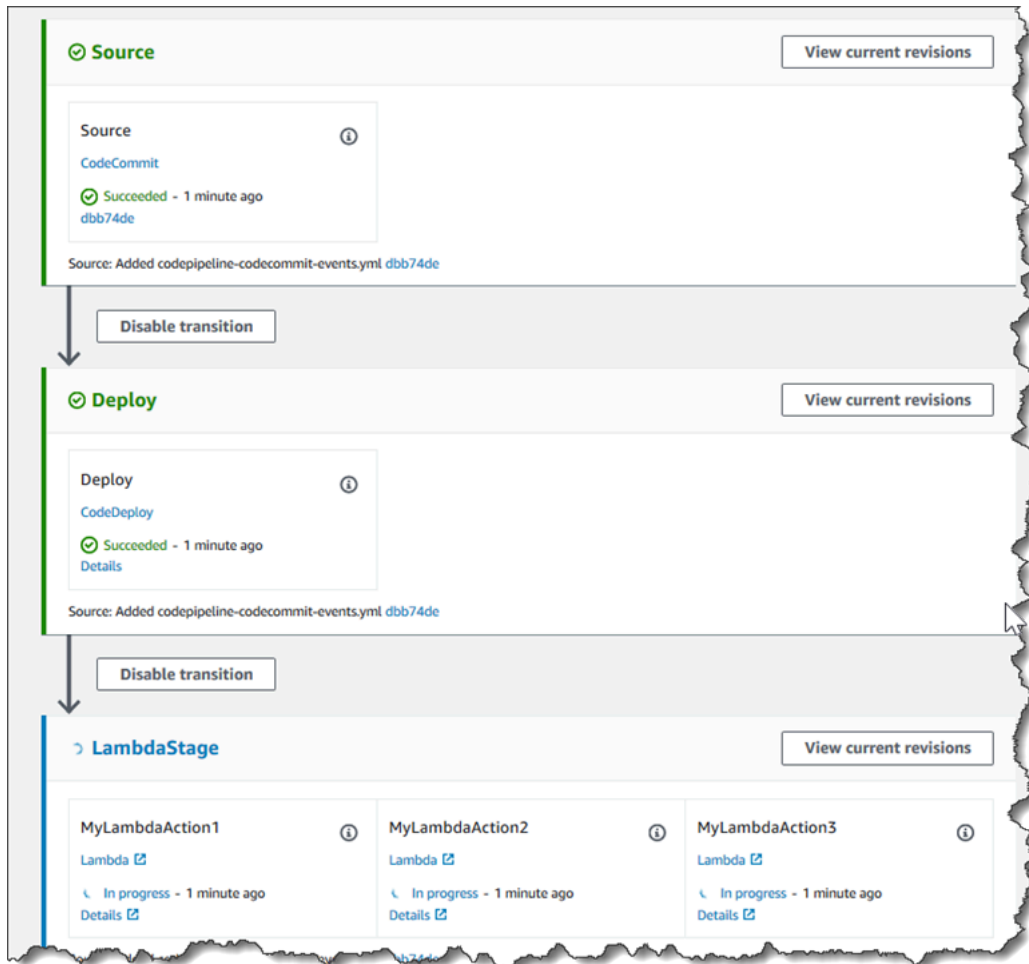 Source
View current revisions
Source
CodeCommit
Succeeded - 1 minute ago
dbb74de
Source: Added codepipeline-codecommit-events.yml dbb74de
Disable transition
Deploy
View current revisions
Deploy
CodeDeploy
Succeeded - 1 minute ago
Details
Source: Added codepipeline-codecommit-events.yml dbb74de
Disable transition
LambdaStage
View current revisions
MyLambdaAction1 MyLambdaAction2 MyLambdaAction3
Lambda Lambda Lambda
In progress - 1 minute ago In progress - 1 minute ago In progress - 1 minute ago
Details Details Details